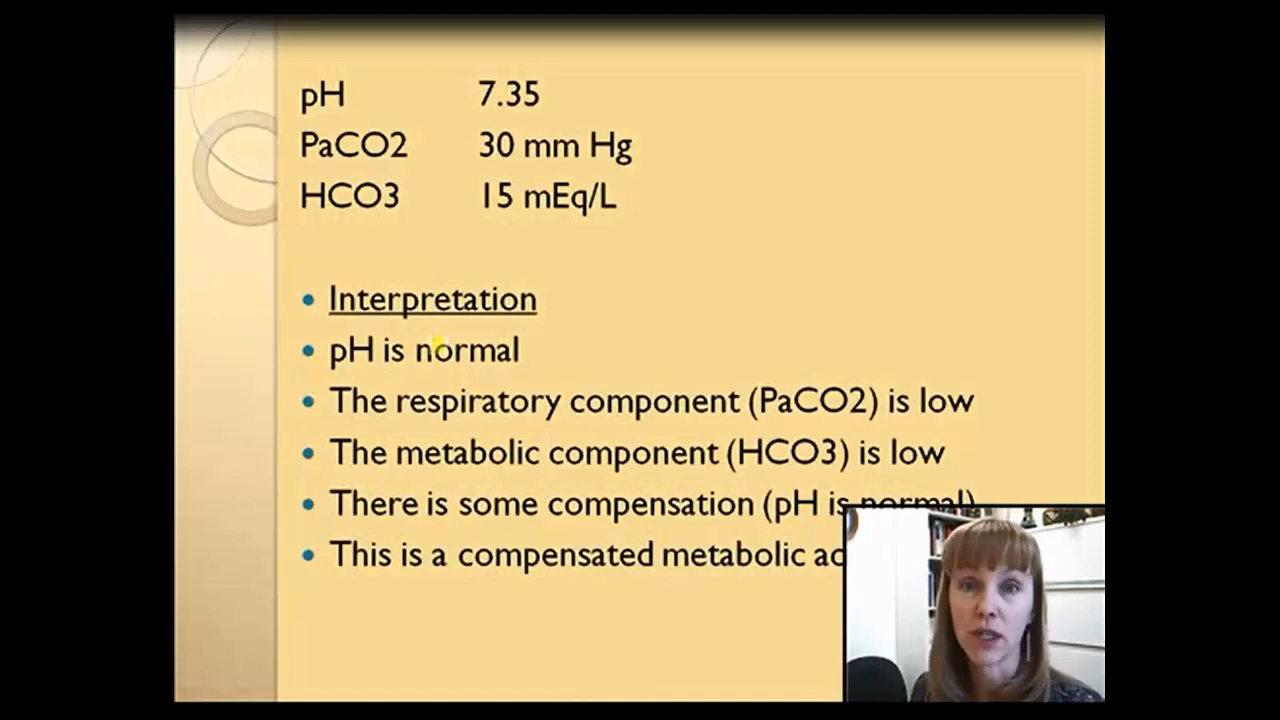 pH 7.35
PaCO2 30 mm Hg
HCO3 15 mEq/L
Interpretation
pH is normal
The respiratory component (PaCO2) is low
The metabolic component (HCO3) is low
There is some compensation (pH is normal)
This is a compensated metabolic